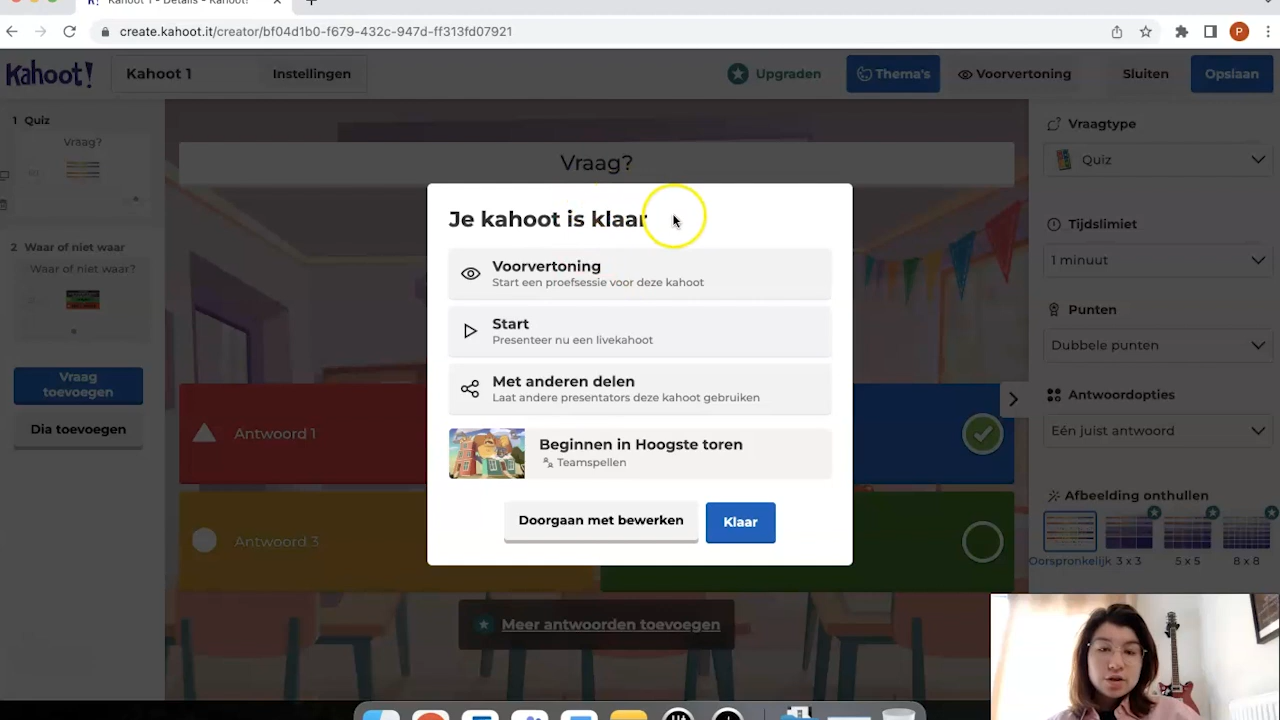 Kahoot 1 - Details - Kahoot!
create.kahoot.it/creator/bf04d1b0-f679-432c-947d-ff313fd07921
P
Kahoot!
Kahoot 1
Instellingen
Upgraden
Thema's
Voorvertoning
Sluiten
Opslaan
1 Quiz
Vraag?
2 Waar of niet waar
Waar of niet waar?
Vraag
toevoegen
Dia toevoegen
Vraag?
Antwoord 1
Antwoord 3
Meer antwoorden toevoegen
Je kahoot is klaar
Voorvertoning
Start een proefsessie voor deze kahoot
Start
Presenteer nu een livekahoot
Met anderen delen
Laat andere presentators deze kahoot gebruiken
Beginnen in Hoogste toren
Teamspellen
Doorgaan met bewerken
Klaar
Vraagtype
Quiz
Tijdslimiet
1 minuut
Punten
Dubbele punten
Antwoordopties
Eén juist antwoord
Afbeelding onthullen
Oorspronkelijk
3 x 3
5 x 5
8 x 8